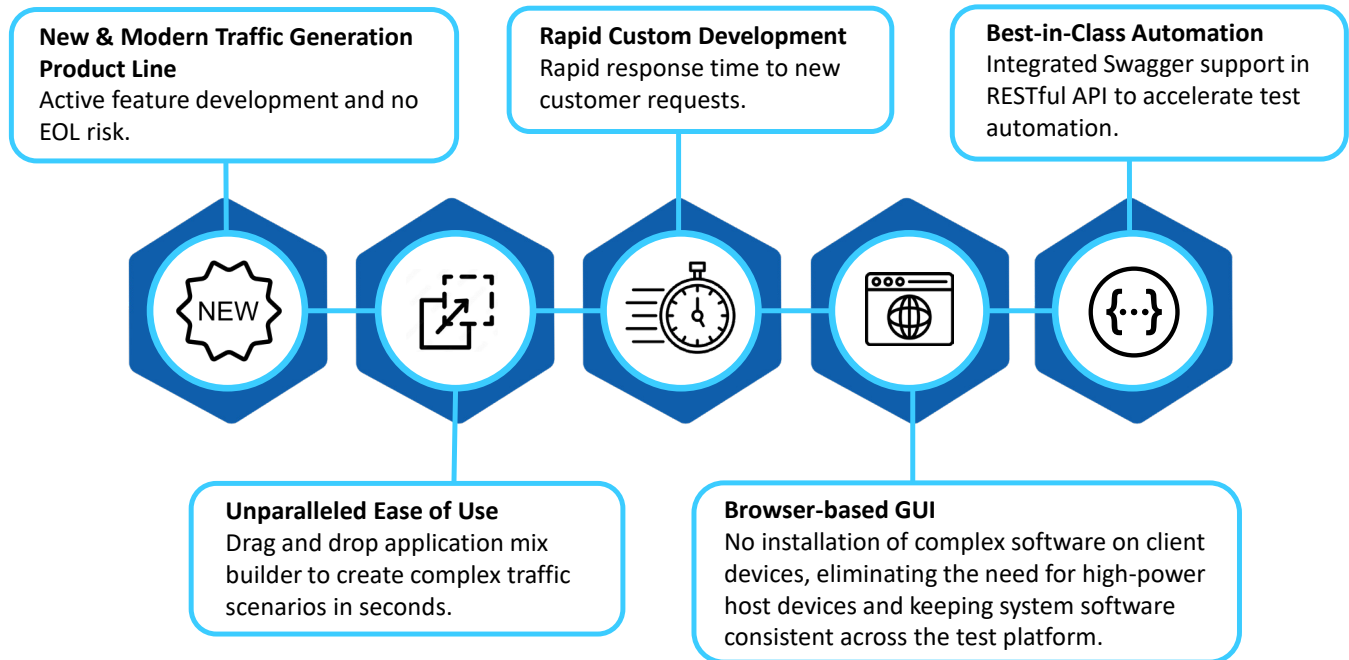 New & Modern Traffic Generation
Product Line
Active feature development and no
EOL risk.
Rapid Custom Development
Rapid response time to new
customer requests.
Best-in-Class Automation
Integrated Swagger support in
RESTful API to accelerate test
automation.
NEW
{···}
Unparalleled Ease of Use
Drag and drop application mix
builder to create complex traffic
scenarios in seconds.
Browser-based GUI
No installation of complex software on client
devices, eliminating the need for high-power
host devices and keeping system software
consistent across the test platform.